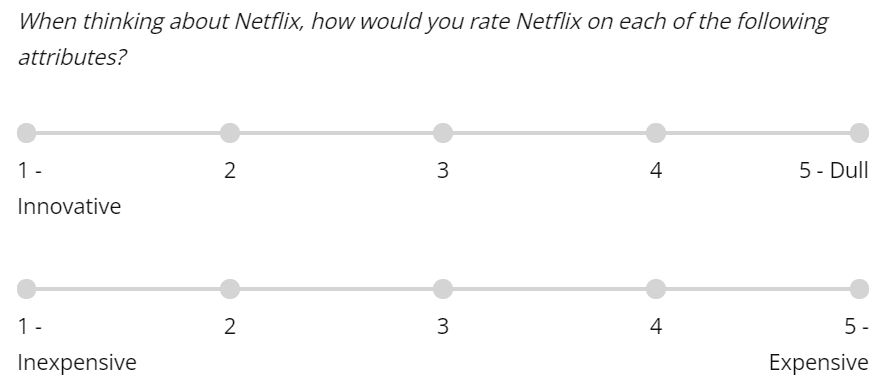 When thinking about Netflix, how would you rate Netflix on each of the following
attributes?
1 - 2 3 4 5 - Dull
Innovative
1 - 2 3 4 5 -
Inexpensive Expensive